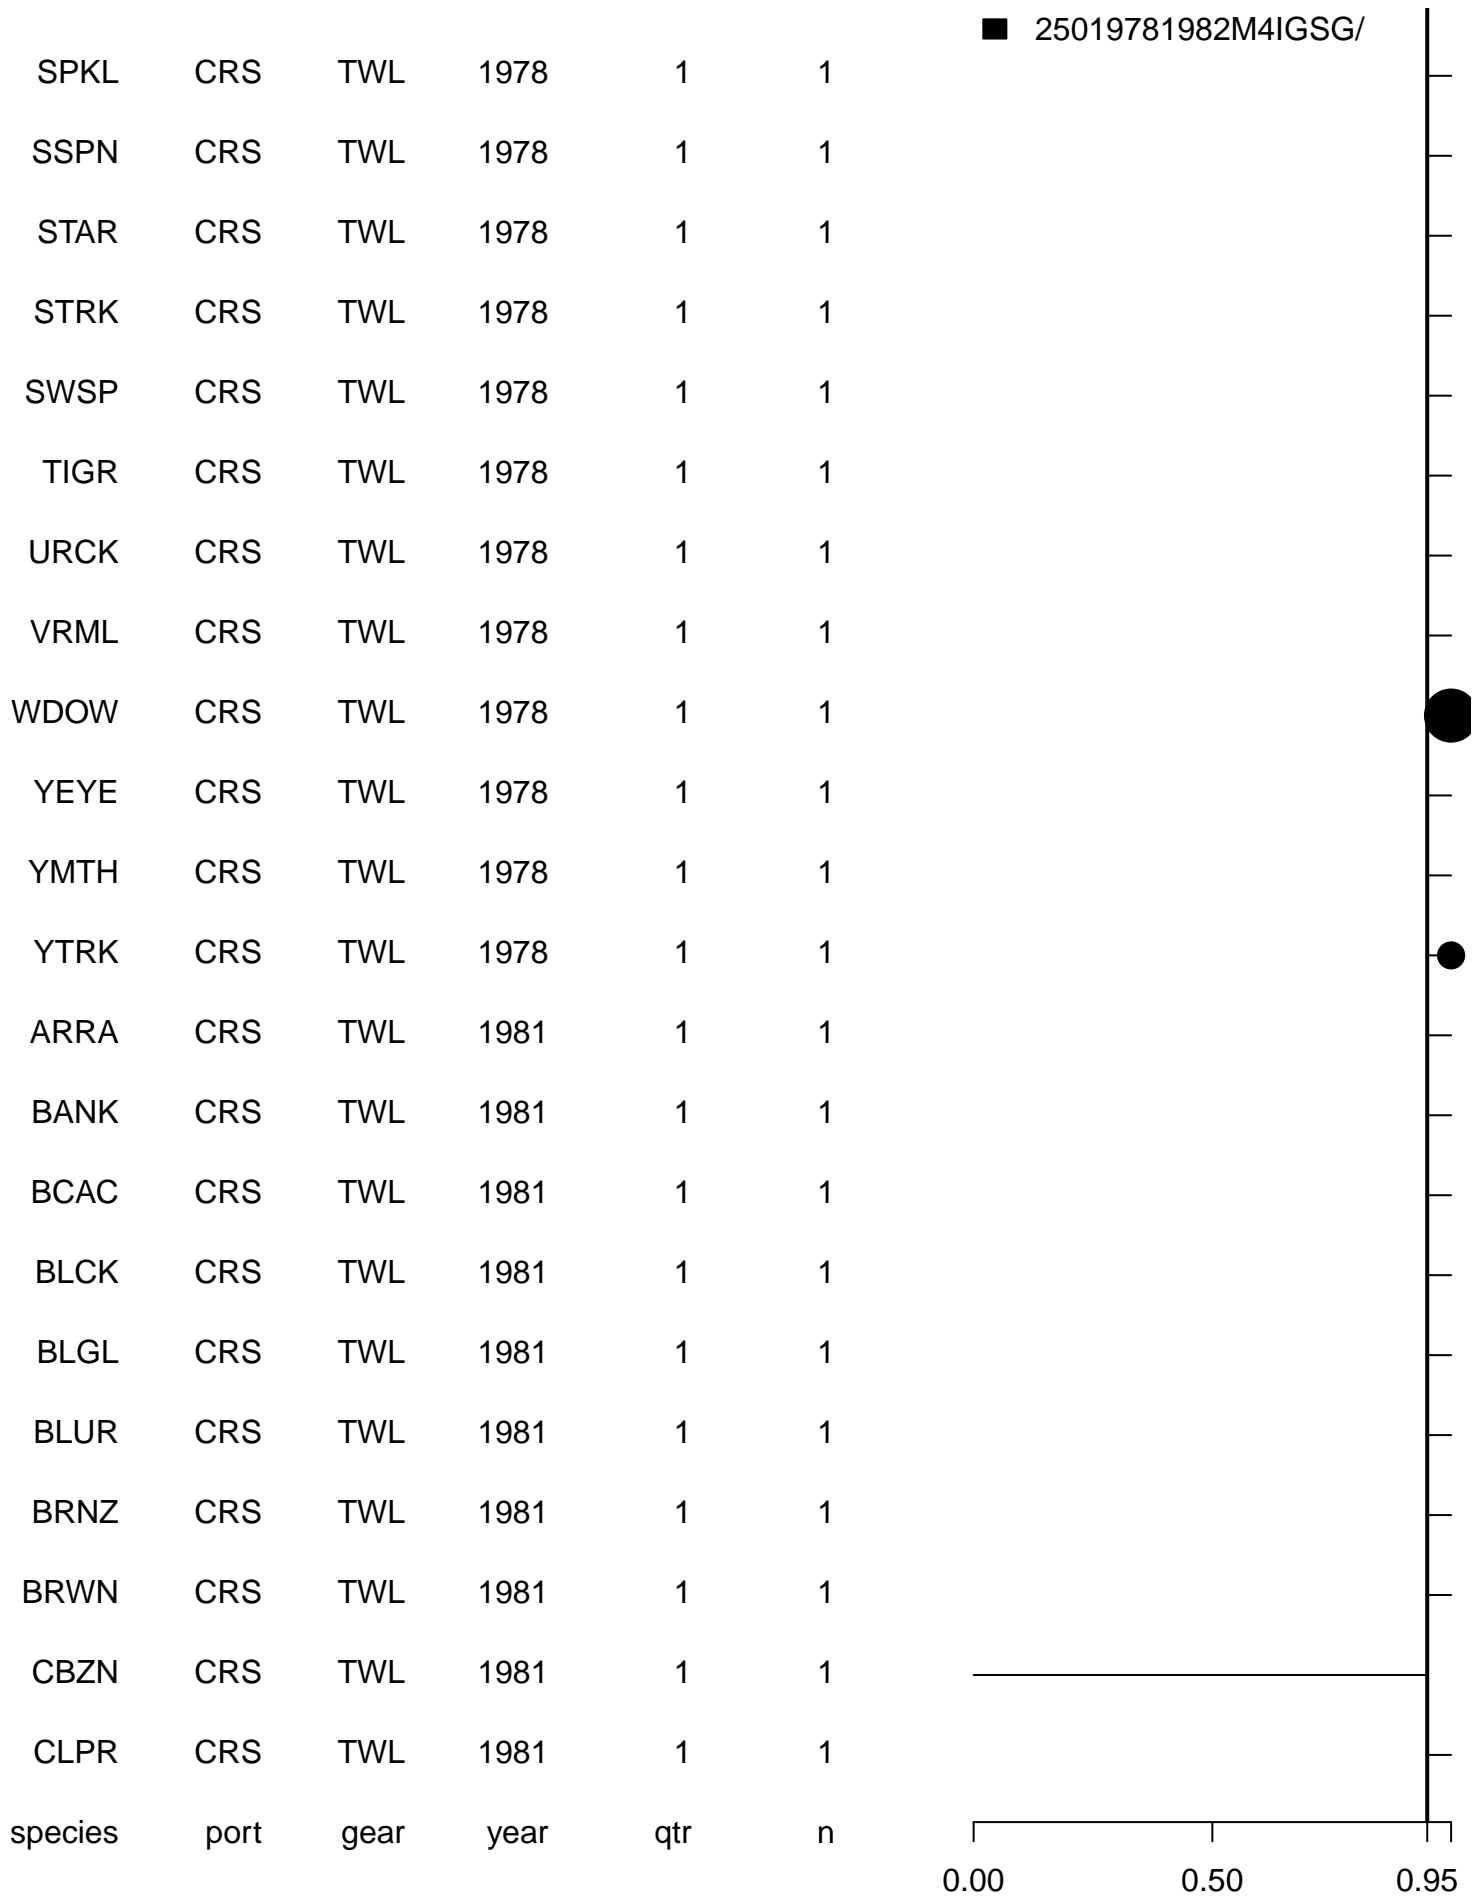 25019781982M4IGSG/
SPKL CRS TWL 1978 1 1
SSPN CRS TWL 1978 1 1
STAR CRS TWL 1978 1 1
STRK CRS TWL 1978 1 1
SWSP CRS TWL 1978 1 1
TIGR CRS TWL 1978 1 1
URCK CRS TWL 1978 1 1
VRML CRS TWL 1978 1 1
WDOW CRS TWL 1978 1 1
YEYE CRS TWL 1978 1 1
YMTH CRS TWL 1978 1 1
YTRK CRS TWL 1978 1 1
ARRA CRS TWL 1981 1 1
BANK CRS TWL 1981 1 1
BCAC CRS TWL 1981 1 1
BLCK CRS TWL 1981 1 1
BLGL CRS TWL 1981 1 1
BLUR CRS TWL 1981 1 1
BRNZ CRS TWL 1981 1 1
BRWN CRS TWL 1981 1 1
CBZN CRS TWL 1981 1 1
CLPR CRS TWL 1981 1 1
species port gear year qtr n
0.00 0.50 0.95